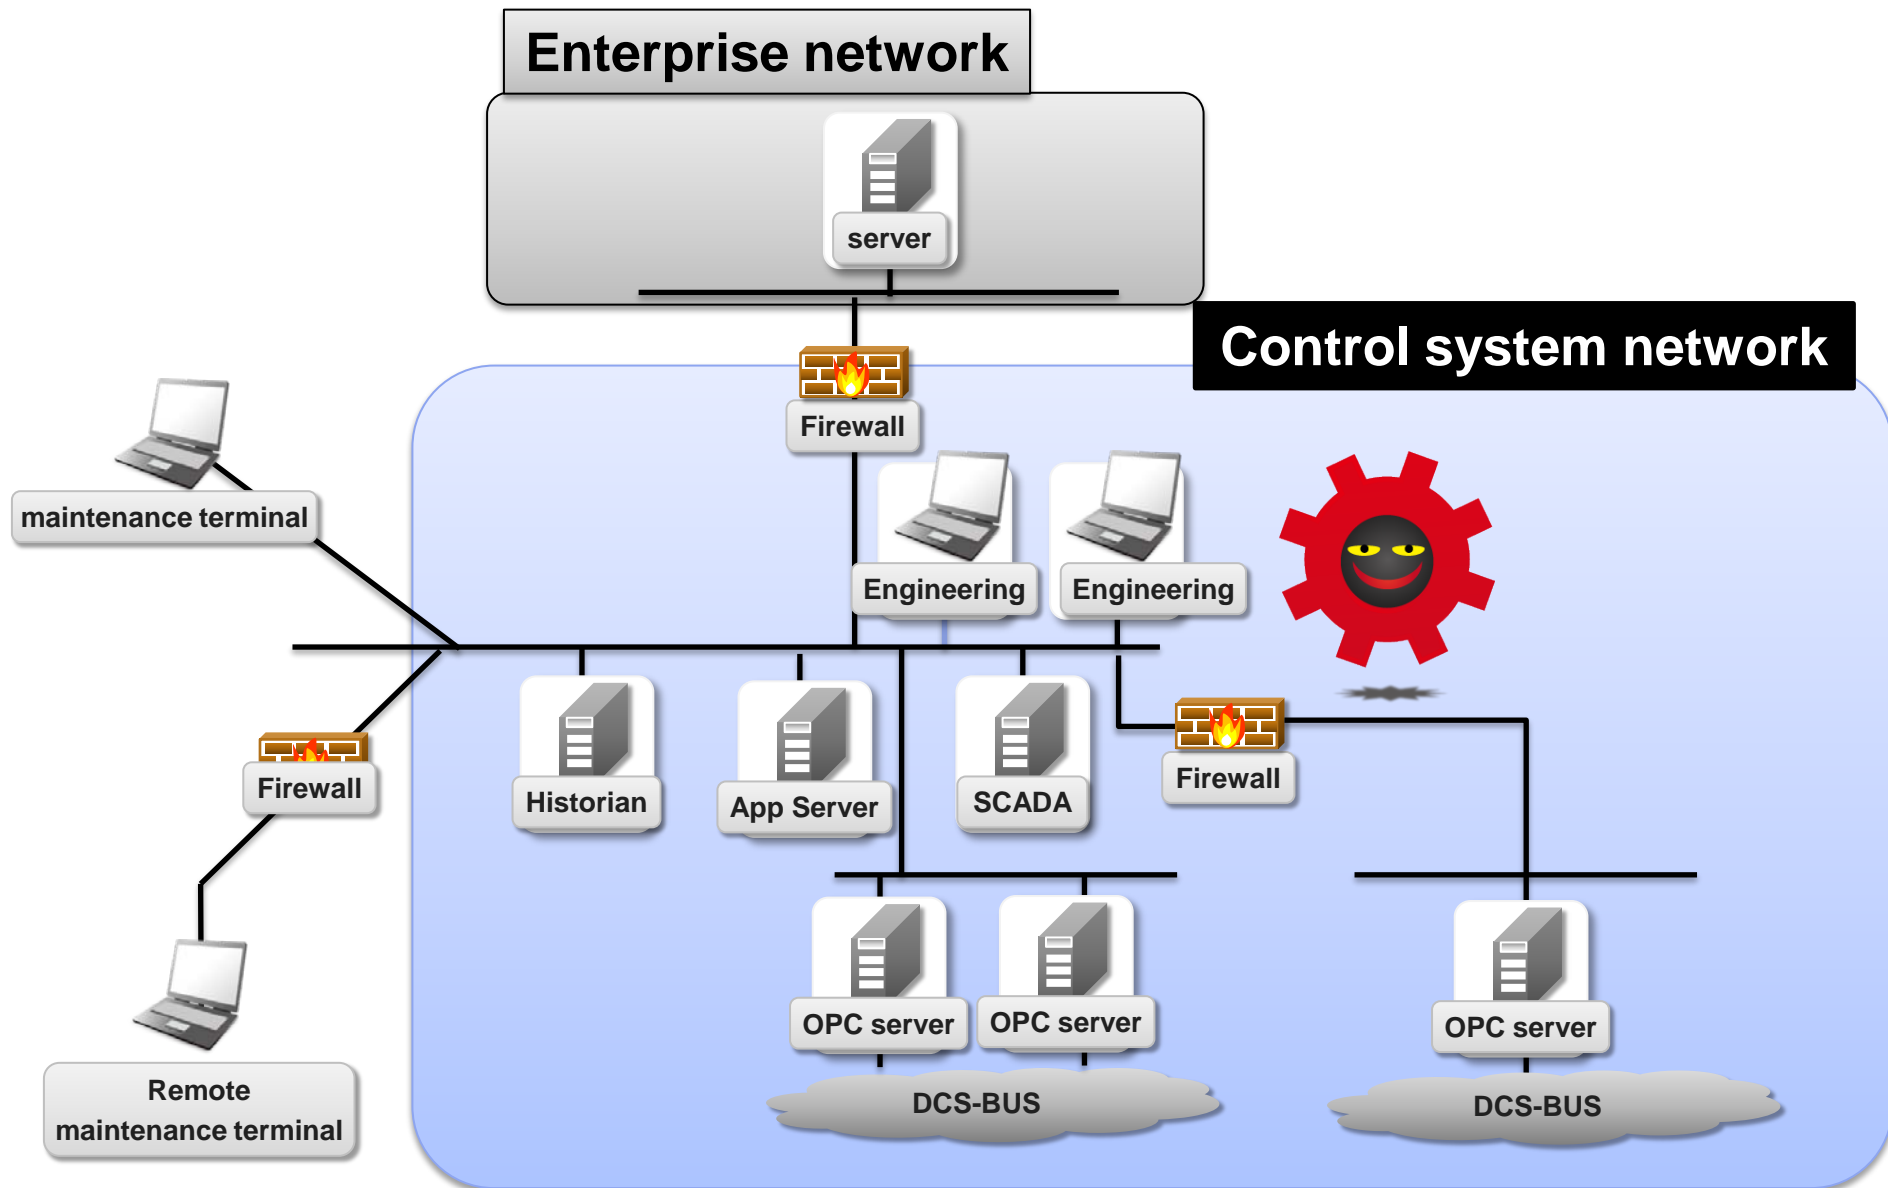 Enterprise network
server
Control system network
Firewall
maintenance terminal
Engineering
Engineering
Firewall
Historian
App Server
SCADA
Firewall
OPC server
OPC server
OPC server
DCS-BUS
DCS-BUS
Remote
maintenance terminal